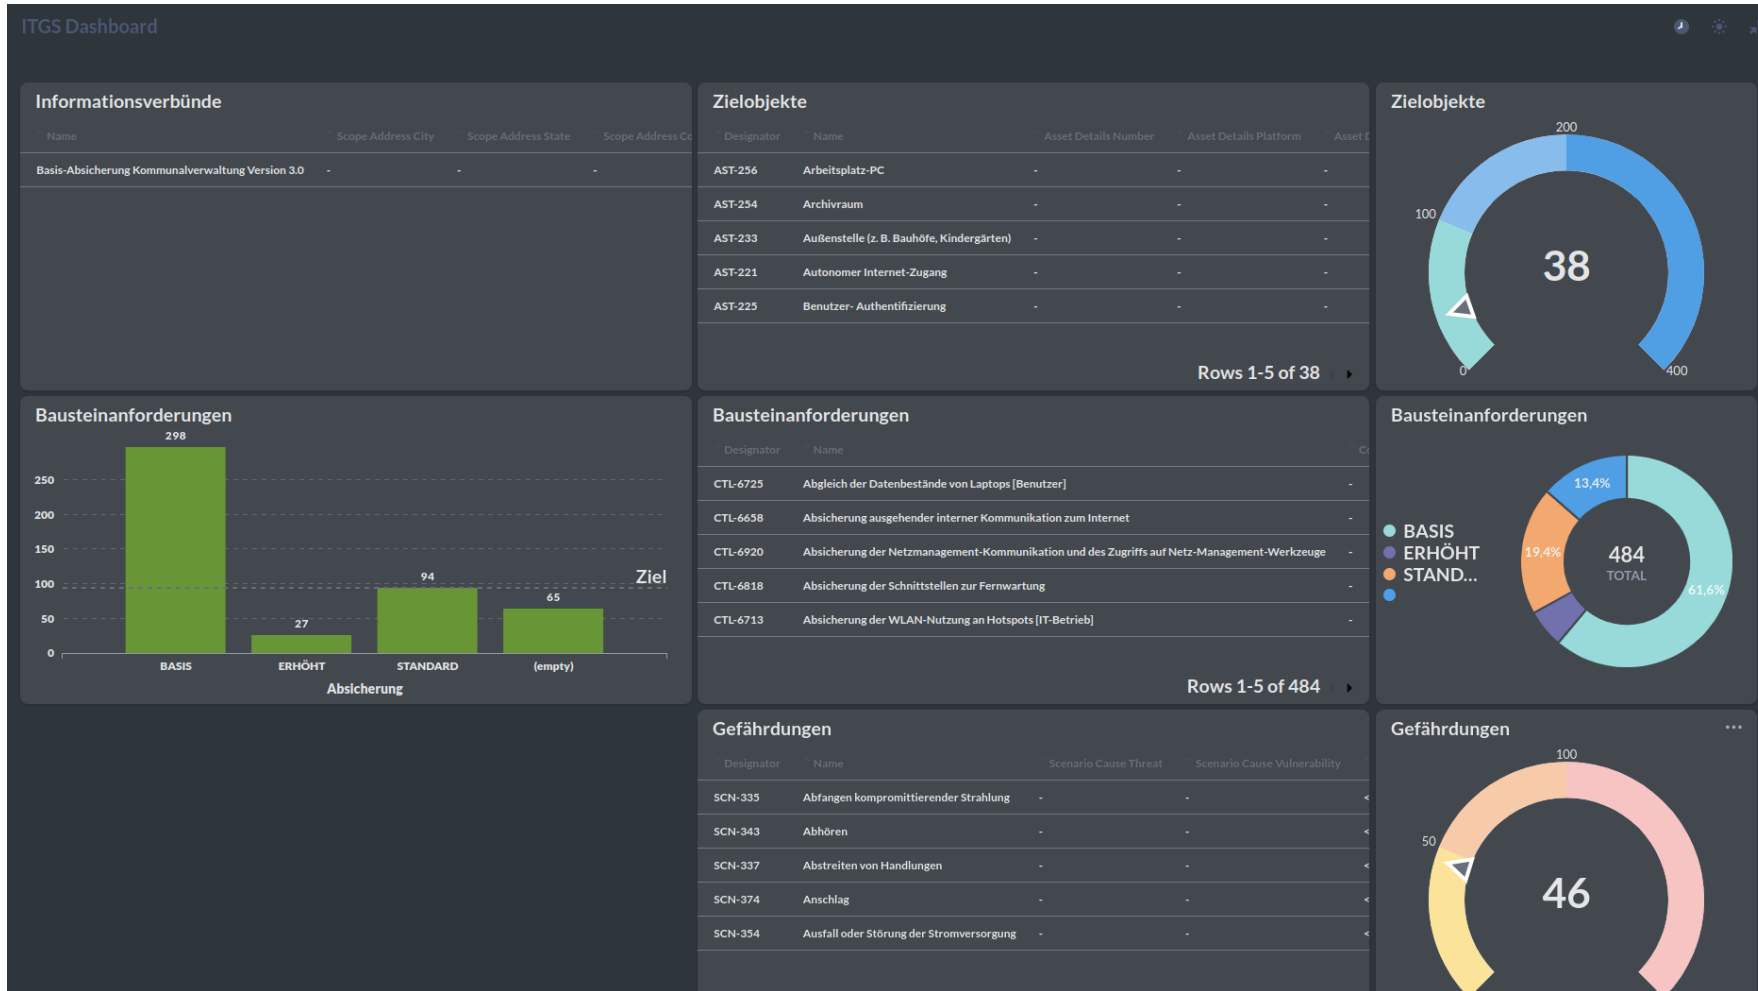 ITGS Dashboard
Informationsverbünde
Name Scope Address City Scope Address State Scope Address Cc
Basis-Absicherung Kommunalverwaltung Version 3.0 - - -
Zielobjekte
Designator Name Asset Details Number Asset Details Platform Asset D
AST-256 Arbeitsplatz-PC - - -
AST-254 Archivraum - - -
AST-233 Außenstelle (z. B. Bauhöfe, Kindergärten) - - -
AST-221 Autonomer Internet-Zugang - - -
AST-225 Benutzer- Authentifizierung - - -
Rows 1-5 of 38
Zielobjekte
200
100
38
0
400
Bausteinanforderungen
298
250
200
150
100
50
0
27
94
65
Ziel
BASIS ERHÖHT STANDARD (empty)
Absicherung
Bausteinanforderungen
Designator Name Co
CTL-6725 Abgleich der Datenbestände von Laptops [Benutzer] -
CTL-6658 Absicherung ausgehender interner Kommunikation zum Internet -
CTL-6920 Absicherung der Netzmanagement-Kommunikation und des Zugriffs auf Netz-Management-Werkzeuge -
CTL-6818 Absicherung der Schnittstellen zur Fernwartung -
CTL-6713 Absicherung der WLAN-Nutzung an Hotspots [IT-Betrieb] -
Rows 1-5 of 484
Bausteinanforderungen
BASIS
ERHÖHT
STAND...
13,4%
19,4%
61,6%
484
TOTAL
Gefährdungen
Designator Name Scenario Cause Threat Scenario Cause Vulnerability
SCN-335 Abfangen kompromittierender Strahlung - - <
SCN-343 Abhören - - <
SCN-337 Abstreiten von Handlungen - - <
SCN-374 Anschlag - - <
SCN-354 Ausfall oder Störung der Stromversorgung - - <
Gefährdungen
...
100
50
46